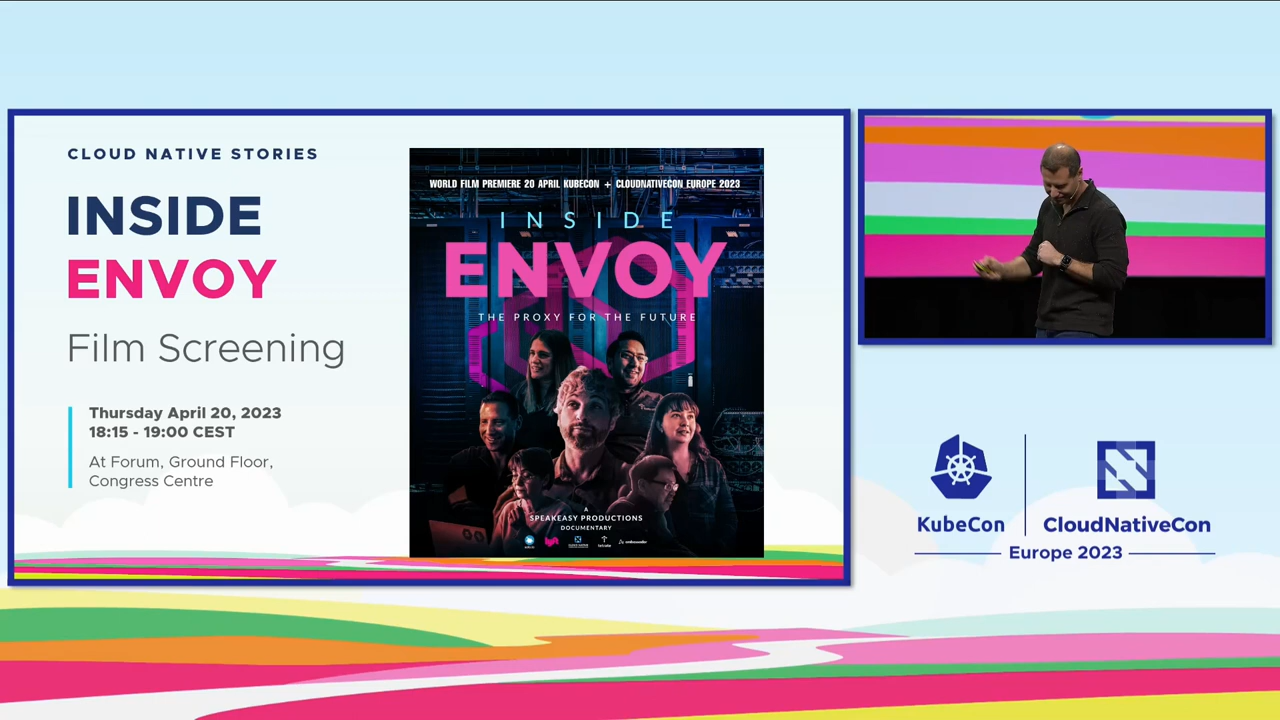 CLOUD NATIVE STORIES
INSIDE
ENVOY
Film Screening
Thursday April 20, 2023
18:15 - 19:00 CEST
At Forum, Ground Floor,
Congress Centre
WORLD FILM PREMIERE 20 APRIL KUBECON + CLOUDNATIVECON EUROPE 2023
INSIDE
ENVOY
THE PROXY FOR THE FUTURE
A
SPEAKEASY PRODUCTIONS
DOCUMENTARY
KubeCon
CloudNativeCon
Europe 2023